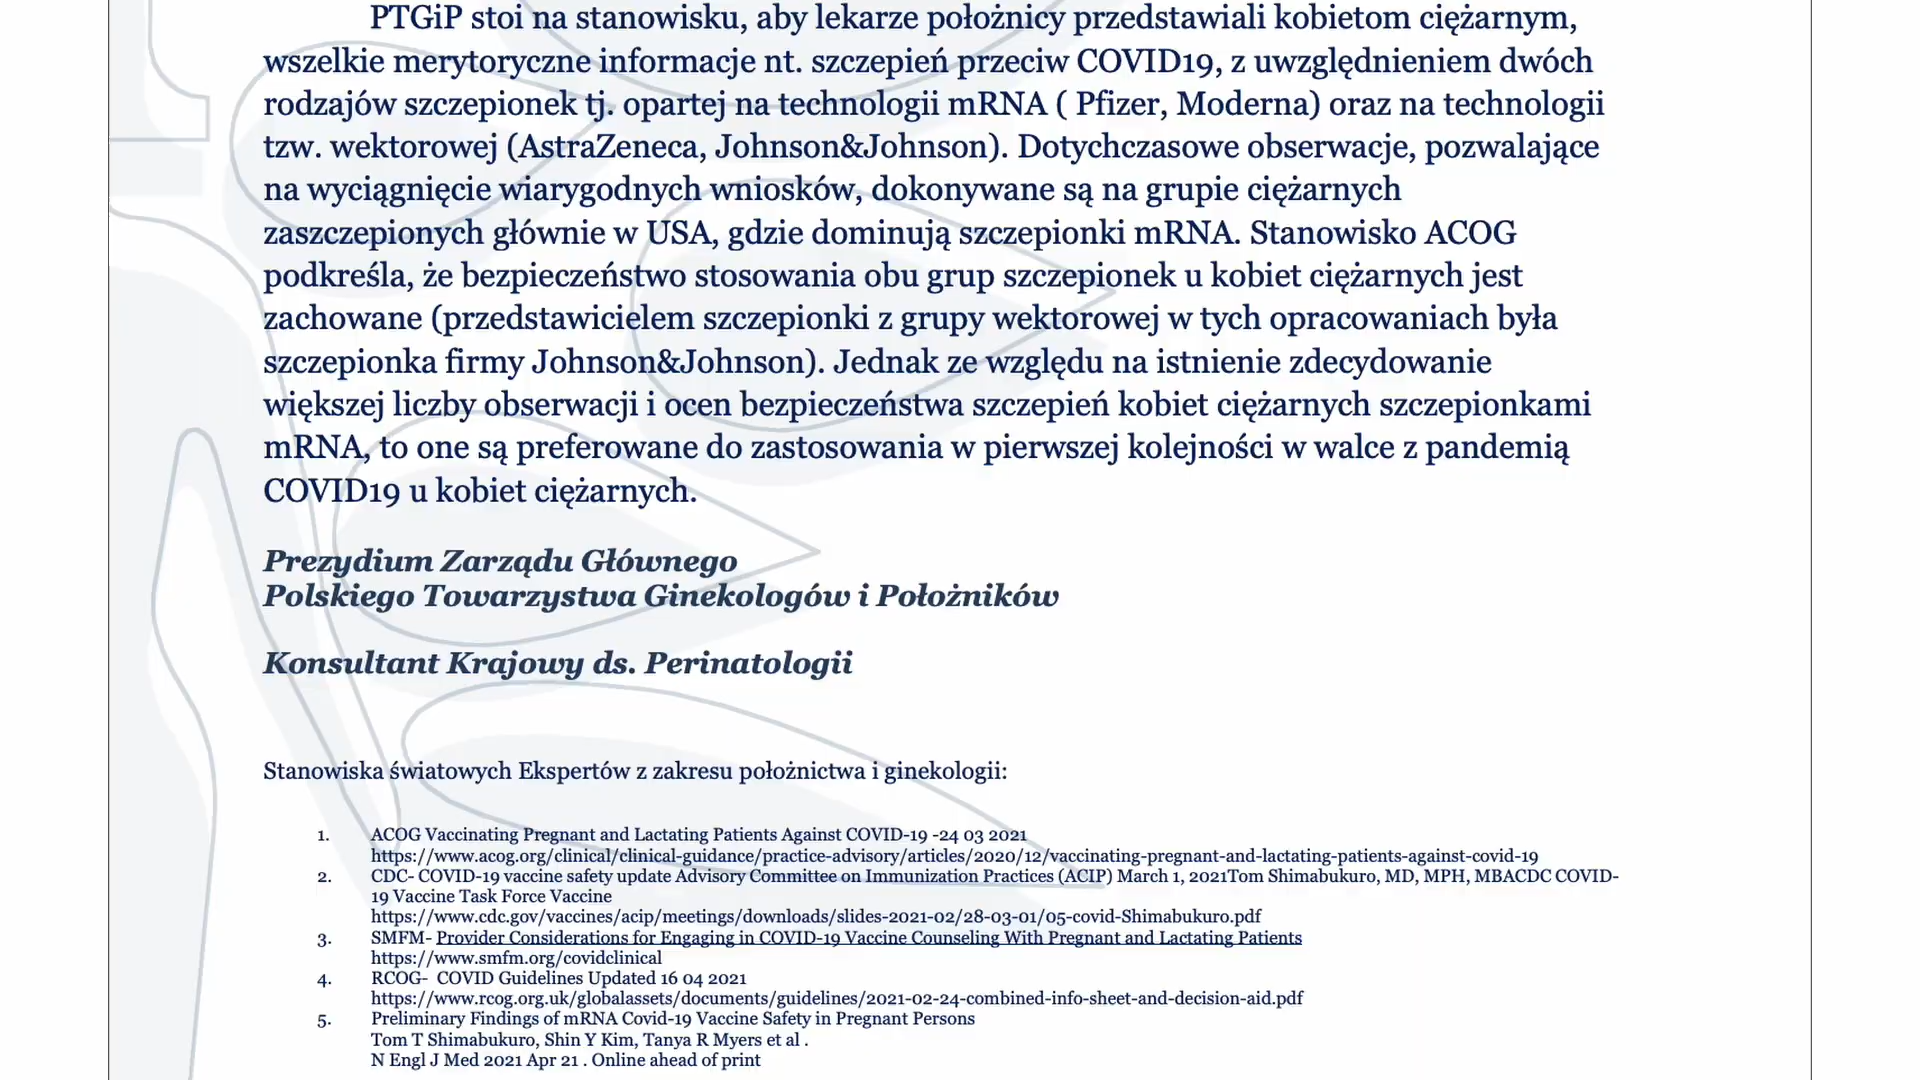 PTGiP stoi na stanowisku, aby lekarze położnicy przedstawiali kobietom ciężarnym,
wszelkie merytoryczne informacje nt. szczepień przeciw COVID19, z uwzględnieniem dwóch
rodzajów szczepionek tj. opartej na technologii mRNA ( Pfizer, Moderna) oraz na technologii
tzw. wektorowej (AstraZeneca, Johnson&Johnson). Dotychczasowe obserwacje, pozwalające
na wyciągnięcie wiarygodnych wniosków, dokonywane są na grupie ciężarnych
zaszczepionych głównie w USA, gdzie dominują szczepionki mRNA. Stanowisko ACOG
podkreśla, że bezpieczeństwo stosowania obu grup szczepionek u kobiet ciężarnych jest
zachowane (przedstawicielem szczepionki z grupy wektorowej w tych opracowaniach była
szczepionka firmy Johnson&Johnson). Jednak ze względu na istnienie zdecydowanie
większej liczby obserwacji i ocen bezpieczeństwa szczepień kobiet ciężarnych szczepionkami
mRNA, to one są preferowane do zastosowania w pierwszej kolejności w walce z pandemią
COVID19 u kobiet ciężarnych.
Prezydium Zarządu Głównego
Polskiego Towarzystwa Ginekologów i Położników
Konsultant Krajowy ds. Perinatologii
Stanowiska światowych Ekspertów z zakresu położnictwa i ginekologii:
1. ACOG Vaccinating Pregnant and Lactating Patients Against COVID-19 -24 03 2021
https://www.acog.org/clinical/clinical-guidance/practice-advisory/articles/2020/12/vaccinating-pregnant-and-lactating-patients-against-covid-19
2. CDC- COVID-19 vaccine safety update Advisory Committee on Immunization Practices (ACIP) March 1, 2021Tom Shimabukuro, MD, MPH, MBACDC COVID-
19 Vaccine Task Force Vaccine
https://www.cdc.gov/vaccines/acip/meetings/downloads/slides-2021-02/28-03-01/05-covid-Shimabukuro.pdf
3. SMFM- Provider Considerations for Engaging in COVID-19 Vaccine Counseling With Pregnant and Lactating Patients
https://www.smfm.org/covidclinical
4. RCOG- COVID Guidelines Updated 16 04 2021
https://www.rcog.org.uk/globalassets/documents/guidelines/2021-02-24-combined-info-sheet-and-decision-aid.pdf
5. Preliminary Findings of mRNA Covid-19 Vaccine Safety in Pregnant Persons
Tom T Shimabukuro, Shin Y Kim, Tanya R Myers et al .
N Engl J Med 2021 Apr 21 . Online ahead of print